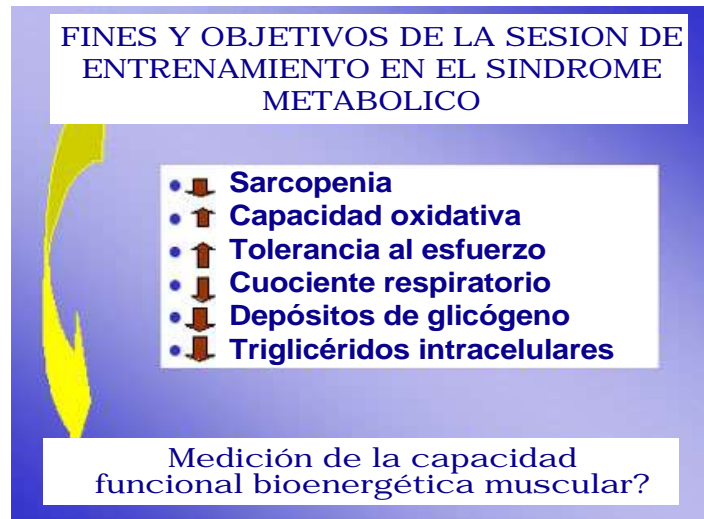 FINES Y OBJETIVOS DE LA SESION DE
ENTRENAMIENTO EN EL SINDROME
METABOLICO
Sarcopenia
Capacidad oxidativa
Tolerancia al esfuerzo
Cuociente respiratorio
Depósitos de glicógeno
Triglicéridos intracelulares
Medición de la capacidad
funcional bioenergética muscular?